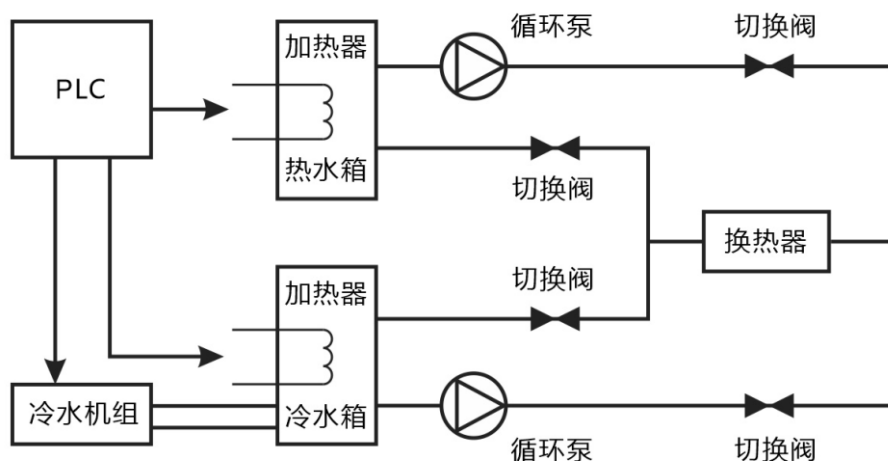 循环泵
切换阀
加热器
PLC
热水箱
切换阀
换热器
切换阀
加热器
冷水机组
冷水箱
循环泵
切换阀